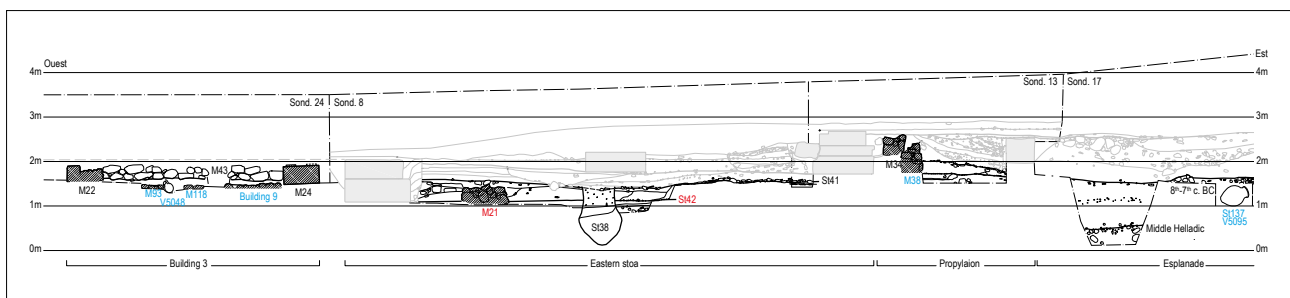 Ouest Est
4m Sond. 13 Sond. 17 4m
Sond. 24 Sond. 8
3m 3m
2m 2m
M43 M34
M22 M93 M118 Building 9 M24 St41 M38 8th-7th c. BC
V5048
1m M21 St42 St137 1m
V5095
St38 Middle Helladic
0m 0m
Building 3 Eastern stoa Propylaion Esplanade